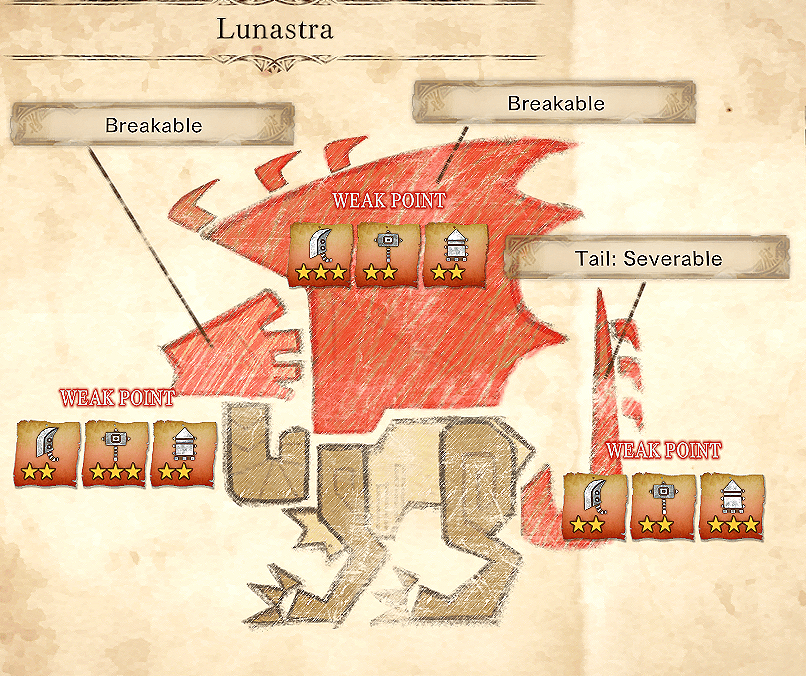 Lunastra
Breakable
Breakable
WEAK POINT
Tail: Severable
WEAK POINT
WEAK POINT